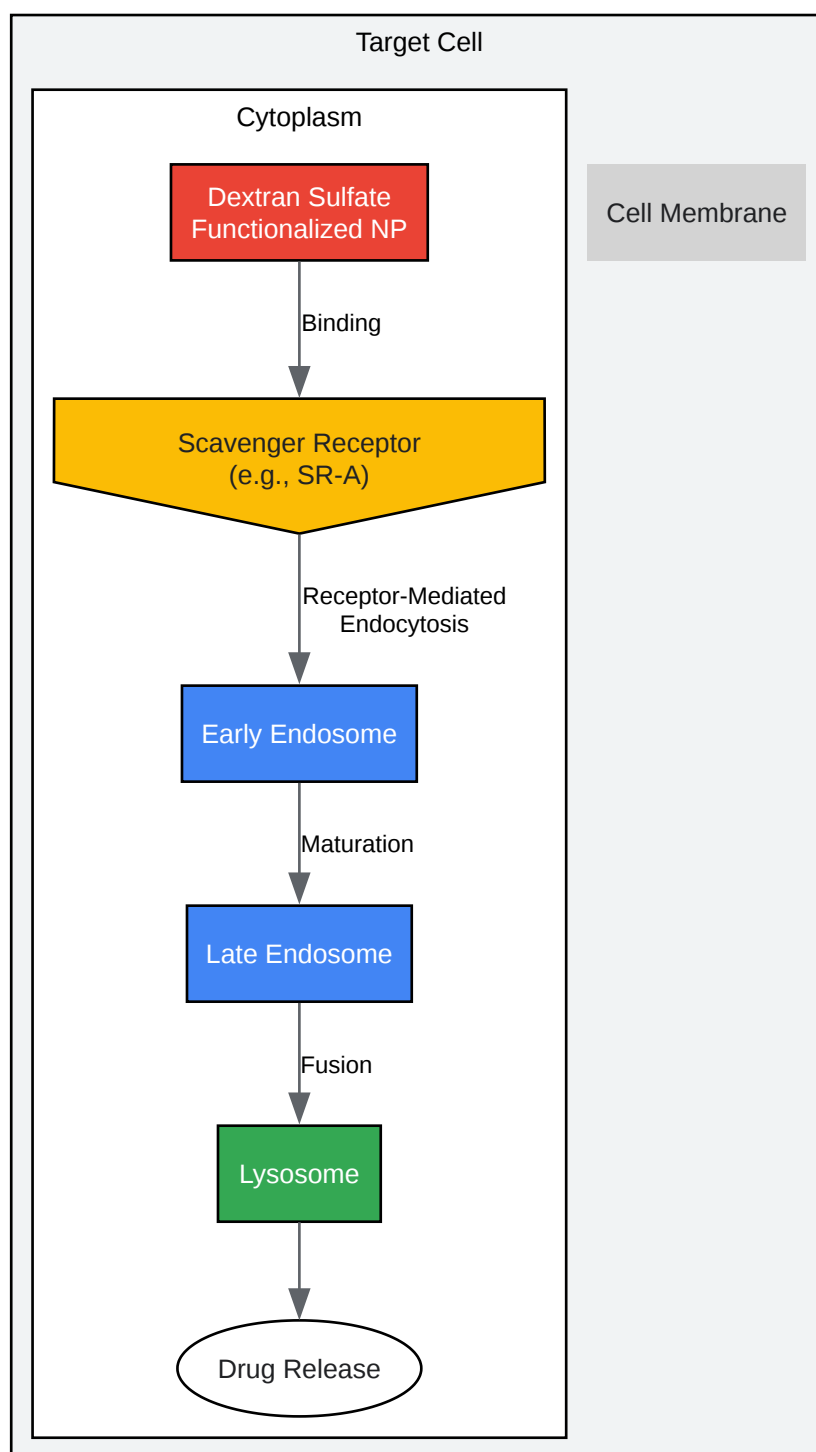 Target Cell
Cytoplasm
Dextran Sulfate
Functionalized NP
Cell Membrane
Binding
Scavenger Receptor
(e.g., SR-A)
Receptor-Mediated
Endocytosis
Early Endosome
Maturation
Late Endosome
Fusion
Lysosome
Drug Release